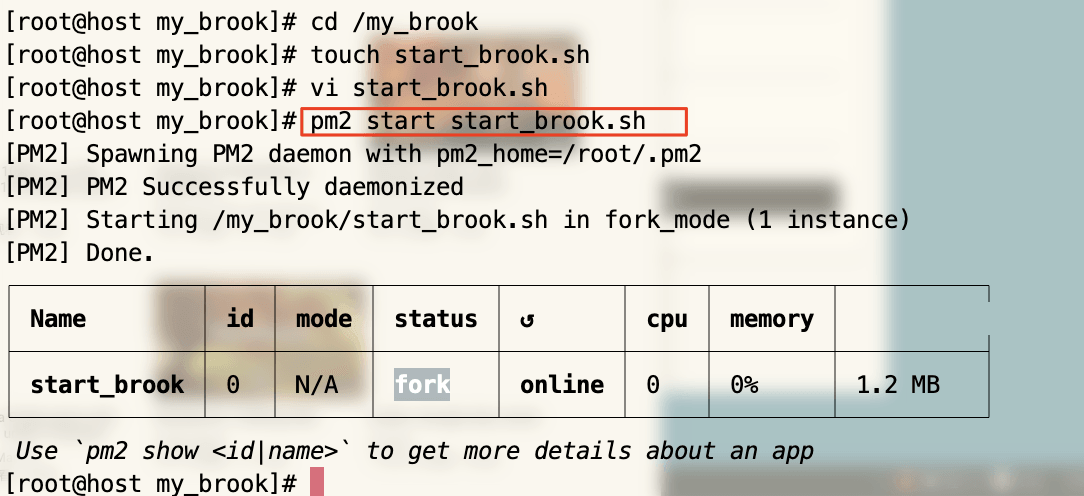 [root@host my_brook]# cd /my_brook
[root@host my_brook]# touch start_brook.sh
[root@host my_brook]# vi start_brook.sh
[root@host my_brook]# pm2 start start_brook.sh
[PM2] Spawning PM2 daemon with pm2_home=/root/.pm2
[PM2] PM2 Successfully daemonized
[PM2] Starting /my_brook/start_brook.sh in fork_mode (1 instance)
[PM2] Done.
Name id mode status ↺ cpu memory
start_brook 0 N/A fork online 0 0% 1.2 MB
Use `pm2 show <id|name>` to get more details about an app
[root@host my_brook]#